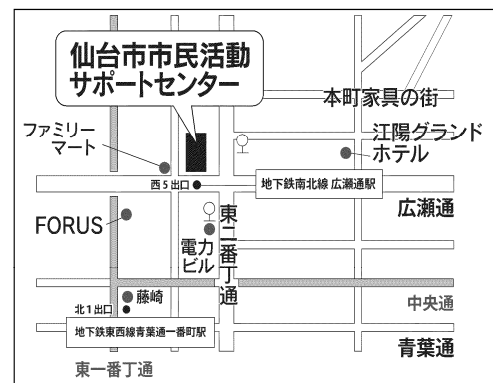 仙台市市民活動
サポートセンター
本町家具の街
ファミリー
マート
江陽グランド
ホテル
西5出口
地下鉄南北線 広瀬通駅
広瀬通
FORUS
東二番丁通
電力
ビル
藤崎
中央通
北1出口
地下鉄東西線青葉通一番町駅
青葉通
東一番丁通